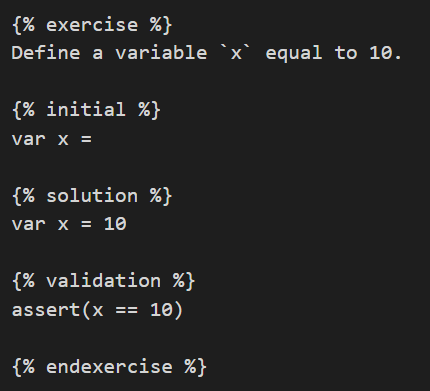 {% exercise %}
Define a variable `x` equal to 10.
{% initial %}
var x =
{% solution %}
var x = 10
{% validation %}
assert(x == 10)
{% endexercise %}